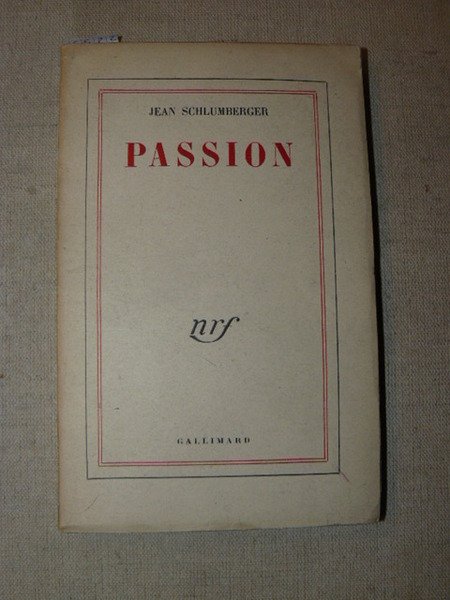 JEAN SCHLUMBERGER
PASSION
nrf
GALLIMARD